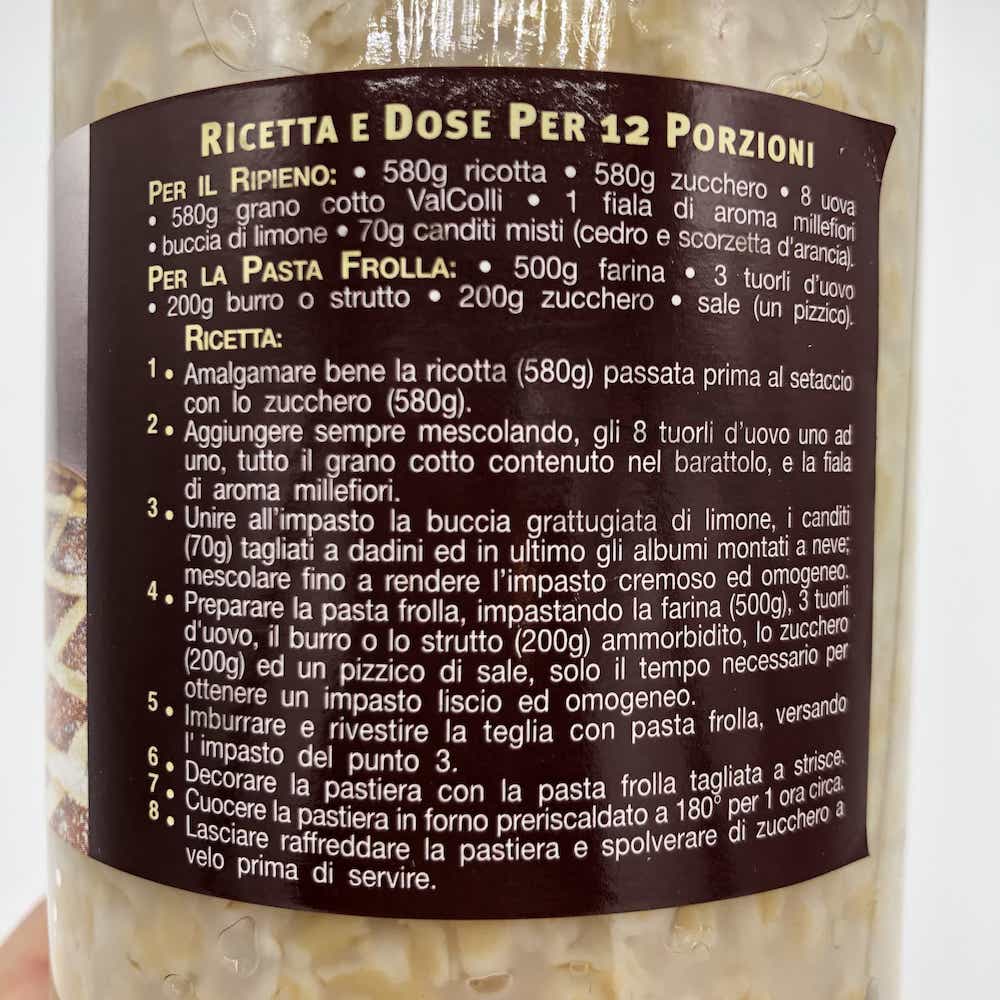 RICETTA E DOSE PER 12 PORZIONI
PER IL RIPIENO: • 580g ricotta • 580g zucchero • 8 uova
• 580g grano cotto ValColli • 1 fiala di aroma millefiori
• buccia di limone • 70g canditi misti (cedro e scorzetta d'arancia).
PER LA PASTA FROLLA: • 500g farina • 3 tuorli d'uovo
• 200g burro o strutto • 200g zucchero • sale (un pizzico).
RICETTA:
1. Amalgamare bene la ricotta (580g) passata prima al setaccio
con lo zucchero (580g).
2. Aggiungere sempre mescolando, gli 8 tuorli d'uovo uno ad
uno, tutto il grano cotto contenuto nel barattolo, e la fiala
di aroma millefiori.
3. Unire all'impasto la buccia grattugiata di limone, i canditi
(70g) tagliati a dadini ed in ultimo gli albumi montati a neve;
mescolare fino a rendere l'impasto cremoso ed omogeneo.
4. Preparare la pasta frolla, impastando la farina (500g), 3 tuorli
d'uovo, il burro o lo strutto (200g) ammorbidito, lo zucchero
(200g) ed un pizzico di sale, solo il tempo necessario per
ottenere un impasto liscio ed omogeneo.
5. Imburrare e rivestire la teglia con pasta frolla, versando
l'impasto del punto 3.
6. Decorare la pastiera con la pasta frolla tagliata a strisce.
7. Cuocere la pastiera in forno preriscaldato a 180° per 1 ora circa.
8. Lasciare raffreddare la pastiera e spolverare di zucchero a
velo prima di servire.